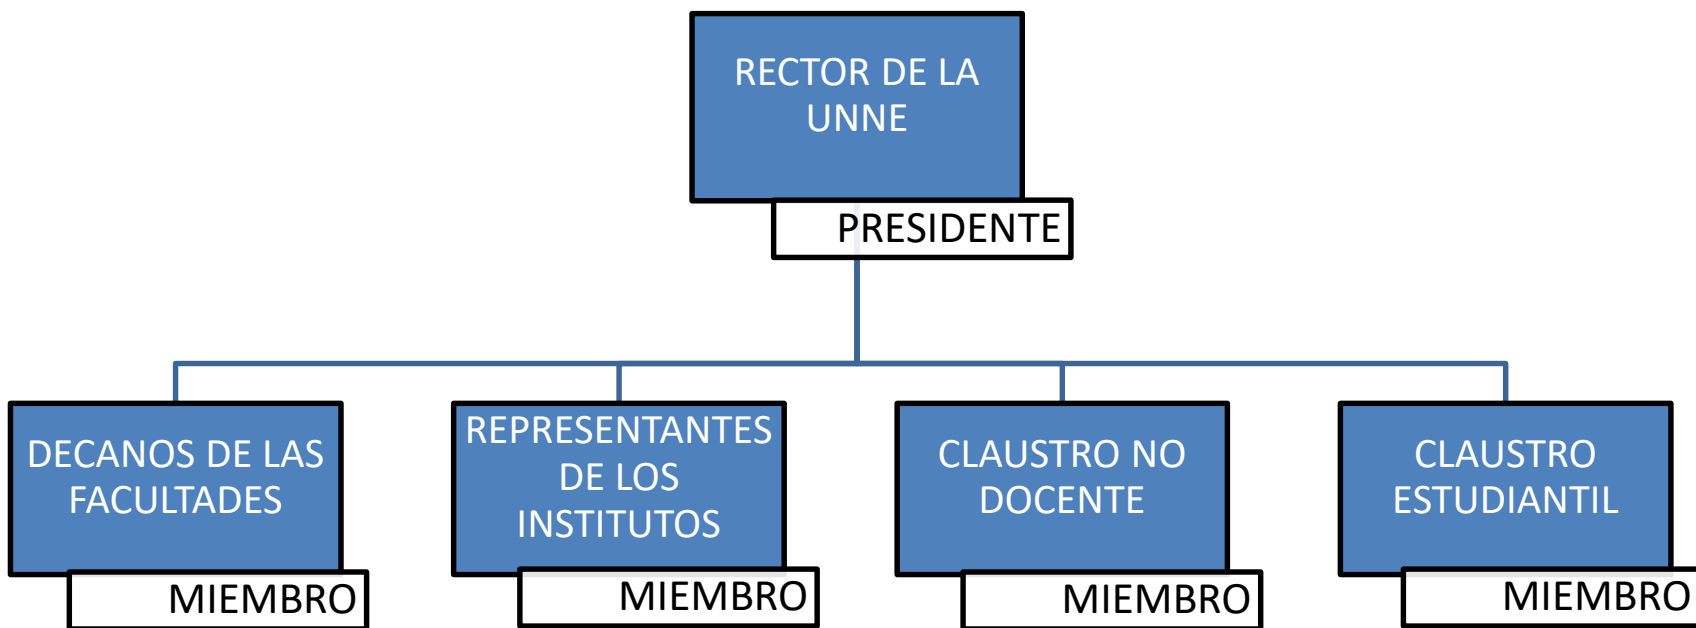 RECTOR DE LA
UNNE
PRESIDENTE
DECANOS DE LAS
FACULTADES
MIEMBRO
REPRESENTANTES
DE LOS
INSTITUTOS
MIEMBRO
CLAUSTRO NO
DOCENTE
MIEMBRO
CLAUSTRO
ESTUDIANTIL
MIEMBRO